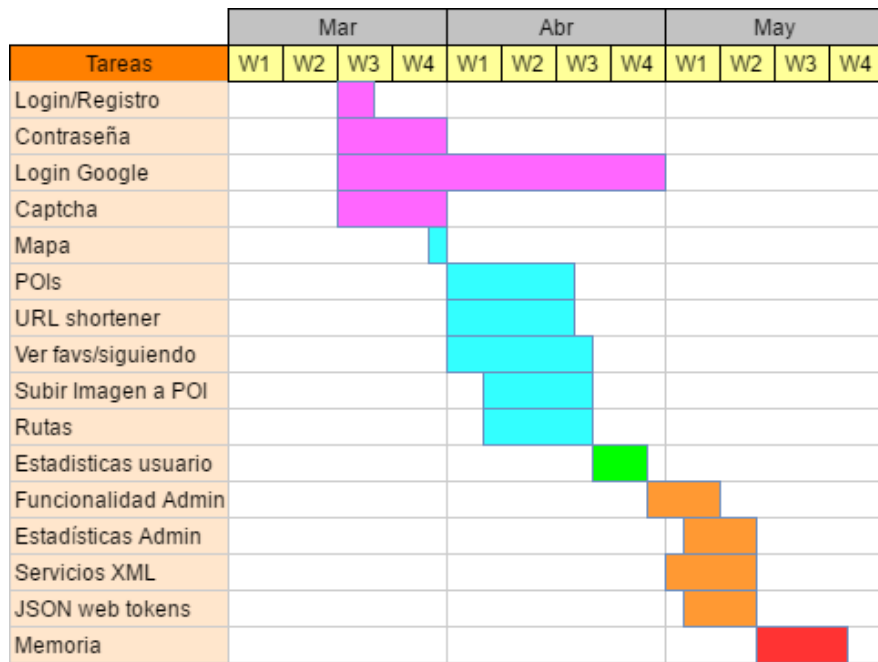 Mar Abr May
Tareas W1 W2 W3 W4 W1 W2 W3 W4 W1 W2 W3 W4
Login/Registro
Contraseña
Login Google
Captcha
Mapa
POIs
URL shortener
Ver favs/siguiendo
Subir Imagen a POI
Rutas
Estadisticas usuario
Funcionalidad Admin
Estadísticas Admin
Servicios XML
JSON web tokens
Memoria